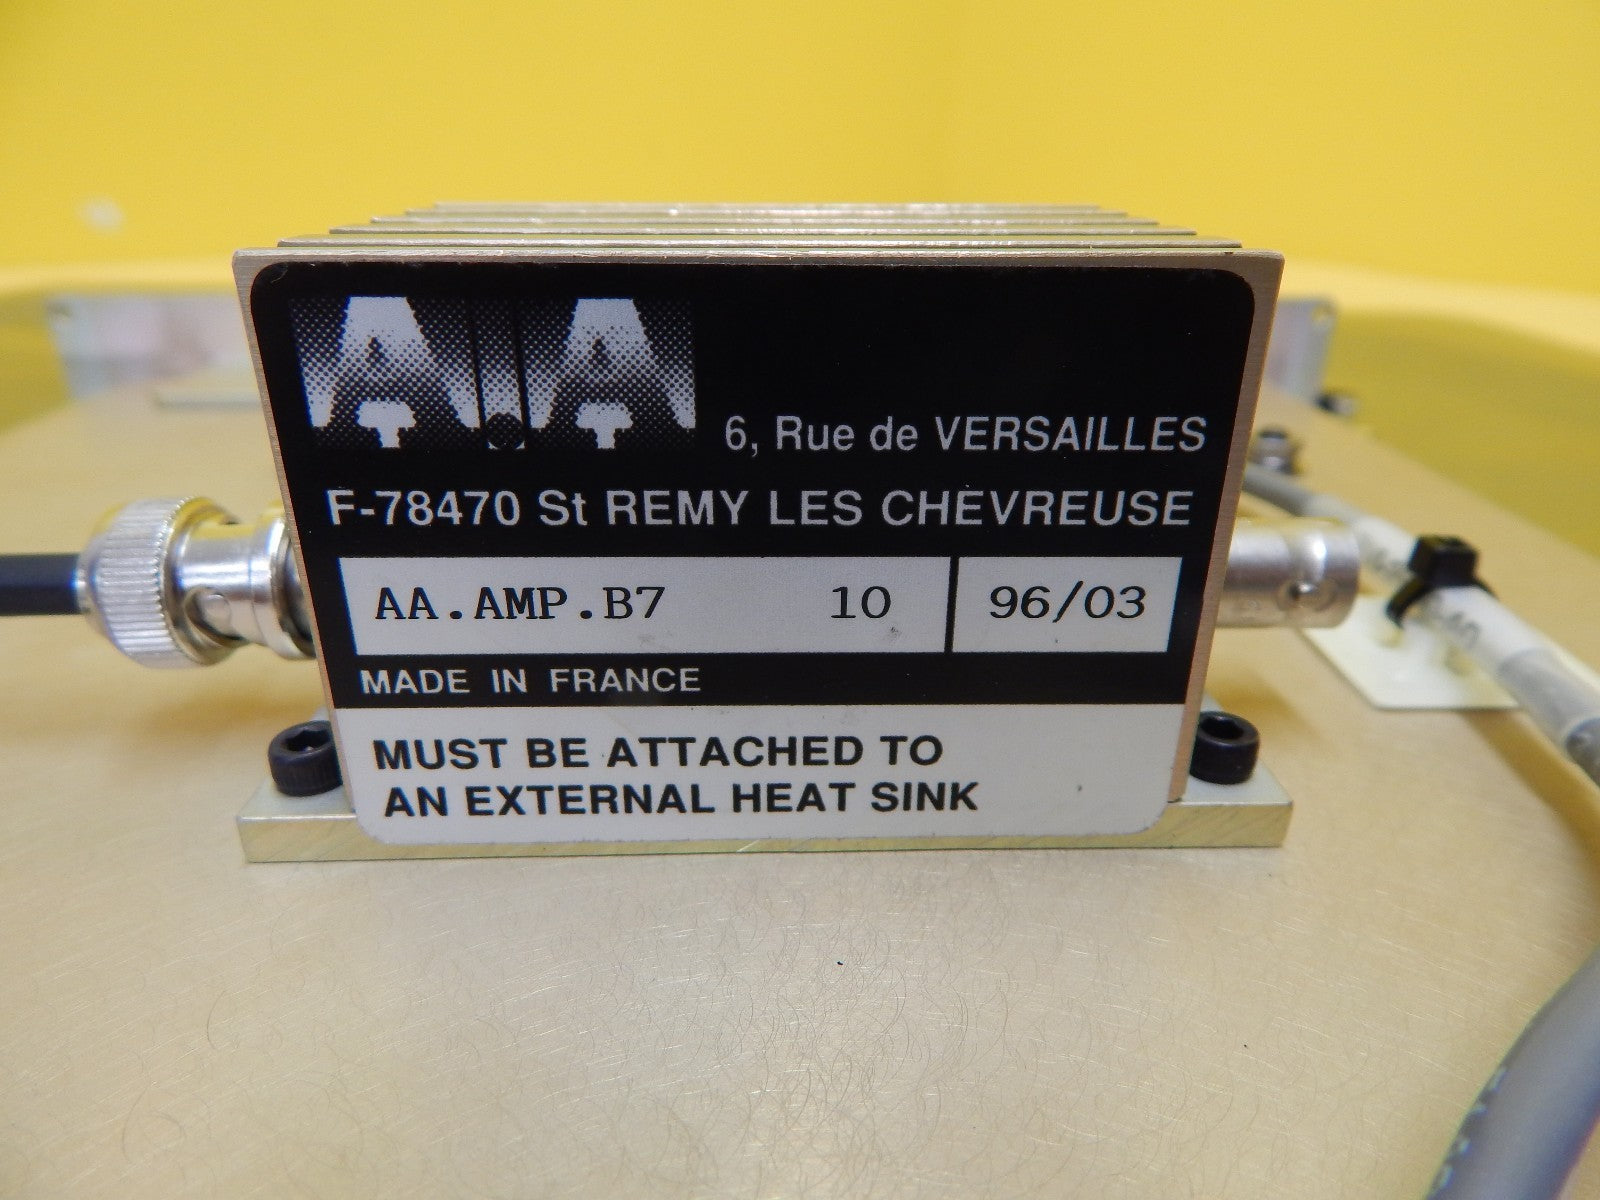 A.A
6, Rue de VERSAILLES
F-78470 St REMY LES CHEVREUSE
AA.AMP.B7 10 96/03
MADE IN FRANCE
MUST BE ATTACHED TO
AN EXTERNAL HEAT SINK